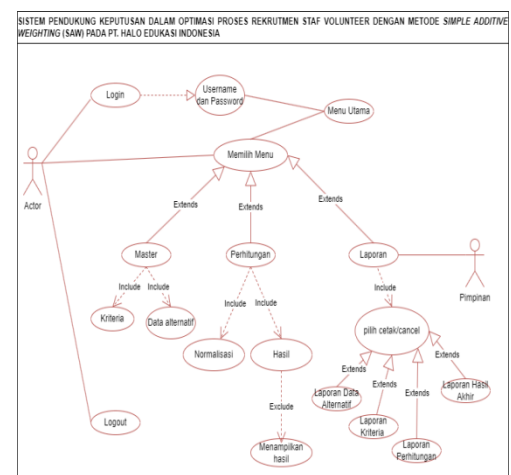 SISTEM PENDUKUNG KEPUTUSAN DALAM OPTIMASI PROSES REKRUTMEN STAF VOLUNTEER DENGAN METODE SIMPLE ADDITIVE
WEIGHTING (SAW) PADA PT. HALO EDUKASI INDONESIA
Login
Username
dan Password
Menu Utama
Memilih Menu
Actor
Extends
Extends
Extends
Master
Perhitungan
Laporan
Pimpinan
Include
Include
Include
Include
Include
Kriteria
Data alternatif
Normalisasi
Hasil
pilih cetak/cancel
Extends
Extends
Extends
Extends
Laporan Data
Alternatif
Laporan
Kriteria
Laporan
Perhitungan
Laporan Hasil
Akhir
Exclude
Logout
Menampilkan
hasil